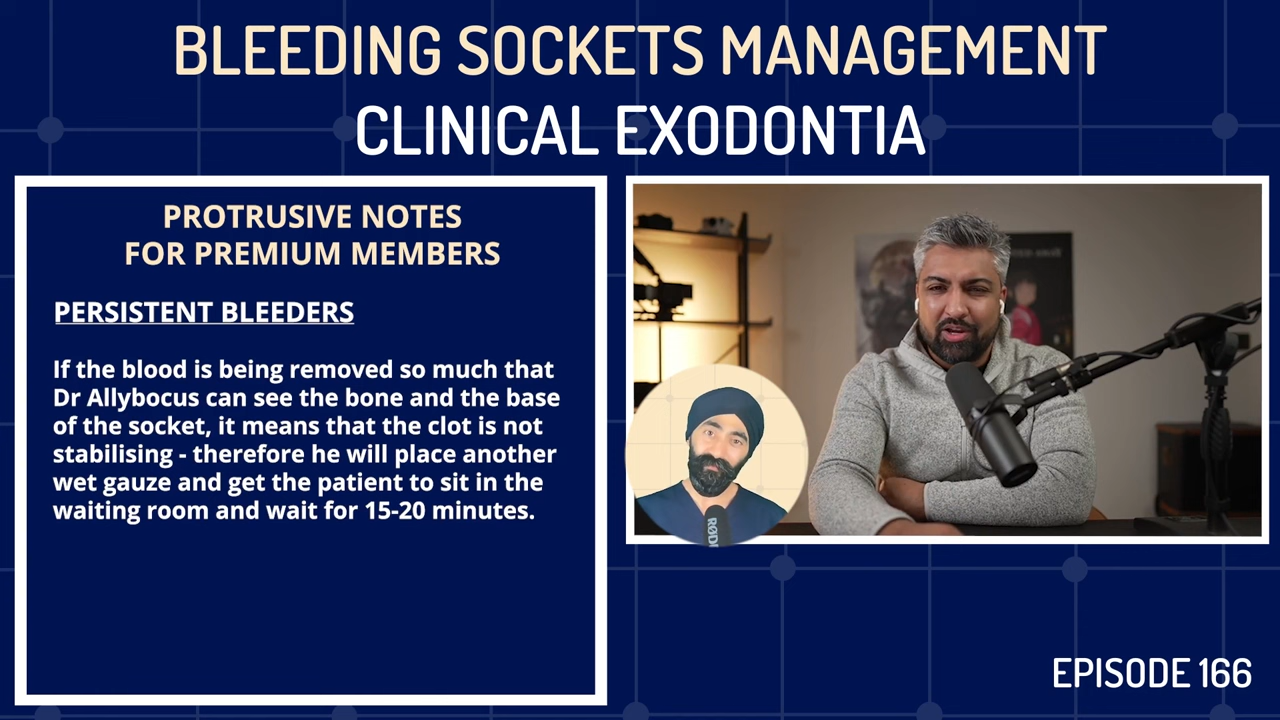 BLEEDING SOCKETS MANAGEMENT
CLINICAL EXODONTIA
PROTRUSIVE NOTES
FOR PREMIUM MEMBERS
PERSISTENT BLEEDERS
If the blood is being removed so much that
Dr Allybocus can see the bone and the base
of the socket, it means that the clot is not
stabilising - therefore he will place another
wet gauze and get the patient to sit in the
waiting room and wait for 15-20 minutes.
RØDE
EPISODE 166